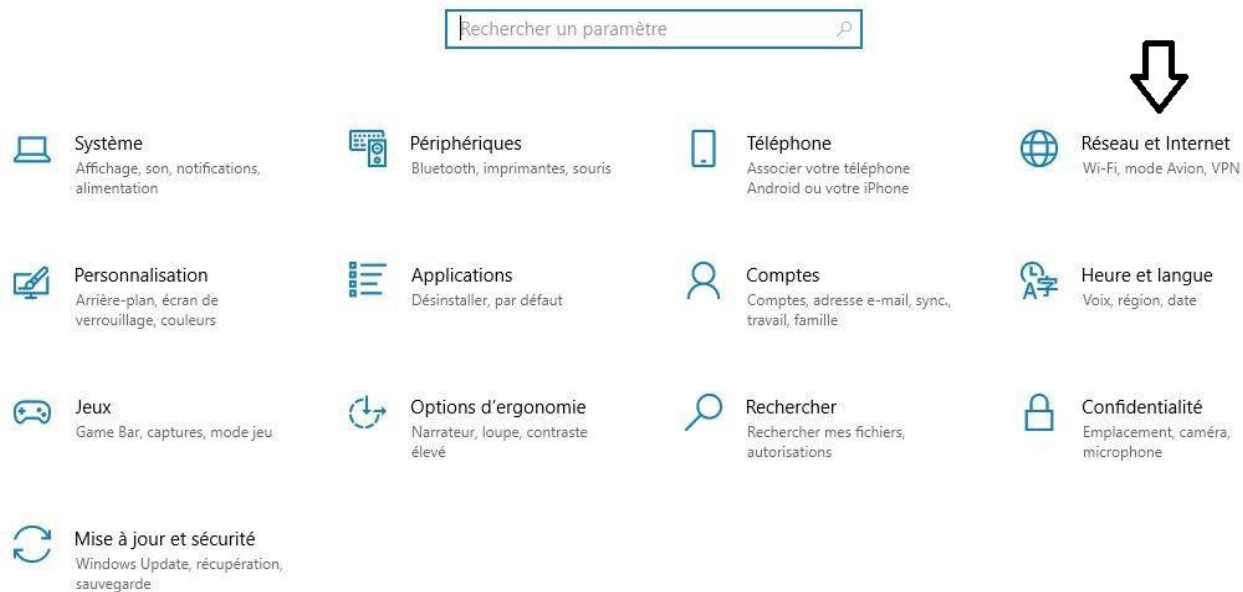 Rechercher un paramètre
Système
Affichage, son, notifications,
alimentation
Périphériques
Bluetooth, imprimantes, souris
Téléphone
Associer votre téléphone
Android ou votre iPhone
Réseau et Internet
Wi-Fi, mode Avion, VPN
Personnalisation
Arrière-plan, écran de
verrouillage, couleurs
Applications
Désinstaller, par défaut
Comptes
Comptes, adresse e-mail, sync.,
travail, famille
Heure et langue
Voix, région, date
Jeux
Game Bar, captures, mode jeu
Options d'ergonomie
Narrateur, loupe, contraste
élevé
Rechercher
Rechercher mes fichiers,
autorisations
Confidentialité
Emplacement, caméra,
microphone
Mise à jour et sécurité
Windows Update, récupération,
sauvegarde